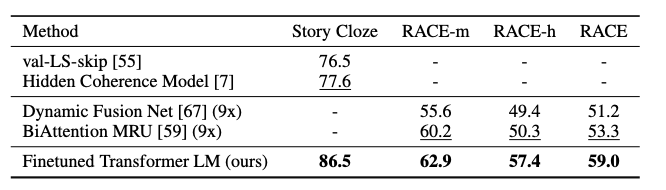 Method Story Cloze RACE-m RACE-h RACE
val-LS-skip [55] 76.5 - - -
Hidden Coherence Model [7] 77.6 - - -
Dynamic Fusion Net [67] (9x) - 55.6 49.4 51.2
BiAttention MRU [59] (9x) - 60.2 50.3 53.3
Finetuned Transformer LM (ours) 86.5 62.9 57.4 59.0